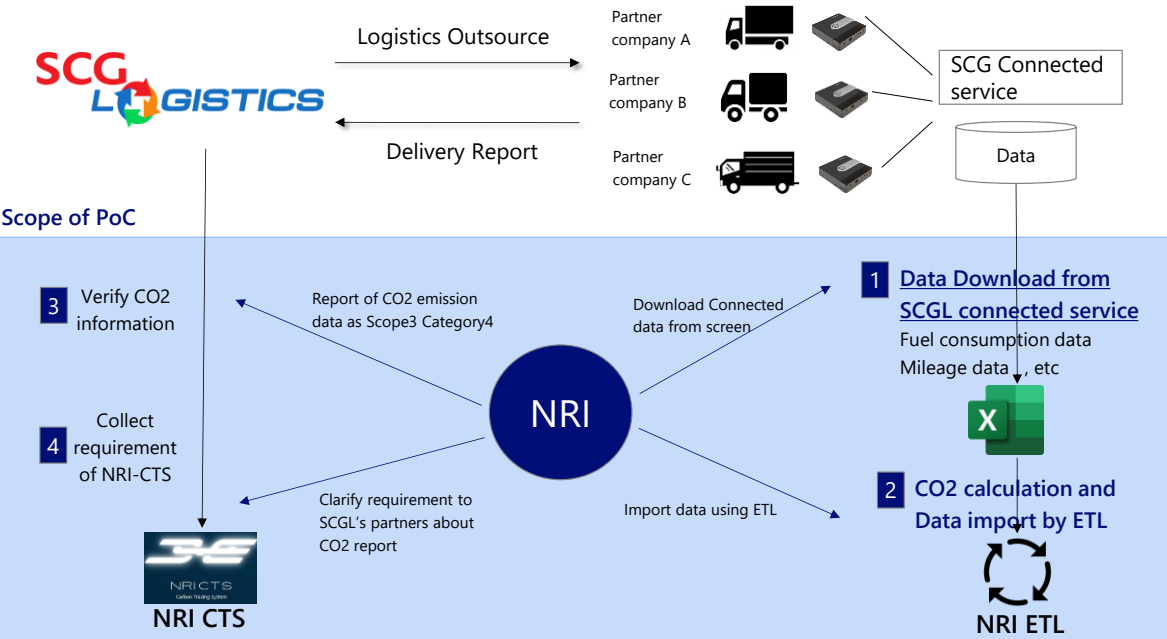 SCG
LOGISTICS
Logistics Outsource
Delivery Report
Partner
company A
Partner
company B
Partner
company C
SCG Connected
service
Data
Scope of PoC
3
Verify CO2
information
Report of CO2 emission
data as Scope3 Category4
Download Connected
data from screen
1
Data Download from
SCGL connected service
Fuel consumption data
Mileage data , etc
X
NRI
4
Collect
requirement
of NRI-CTS
Clarify requirement to
SCGL’s partners about
CO2 report
Import data using ETL
2
CO2 calculation and
Data import by ETL
NRI CTS
Carbon Tracing System
NRI CTS
NRI ETL